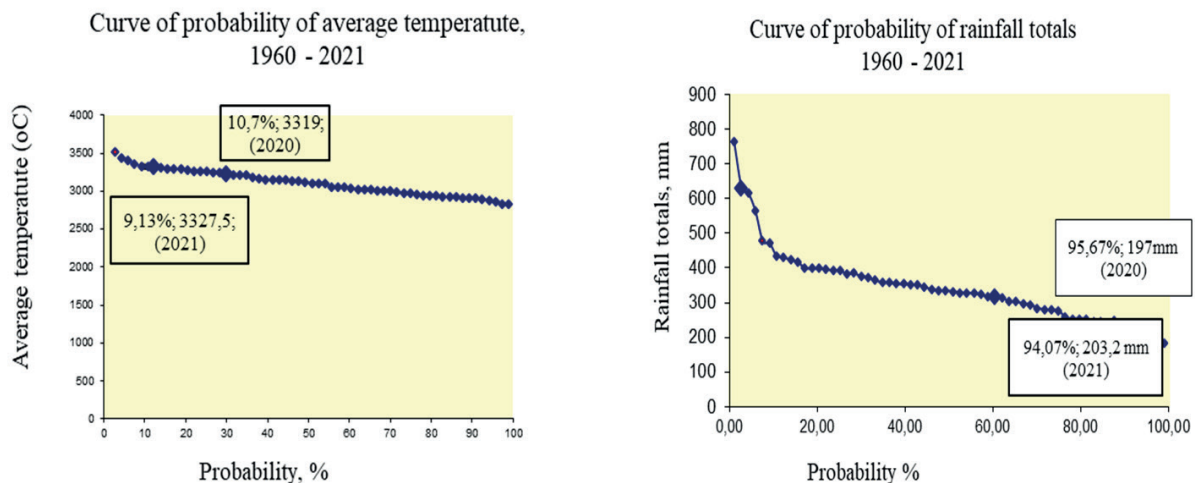 Curve of probability of average temperatute,
1960 - 2021
Average temperatute (oC)
4000
3500
3000
2500
2000
1500
1000
500
0
10,7%; 3319;
(2020)
9,13%; 3327,5;
(2021)
0 10 20 30 40 50 60 70 80 90 100
Probability, %
Curve of probability of rainfall totals
1960 - 2021
Rainfall totals, mm
900
800
700
600
500
400
300
200
100
0
95,67%; 197mm
(2020)
94,07%; 203,2 mm
(2021)
0,00 20,00 40,00 60,00 80,00 100,00
Probability %